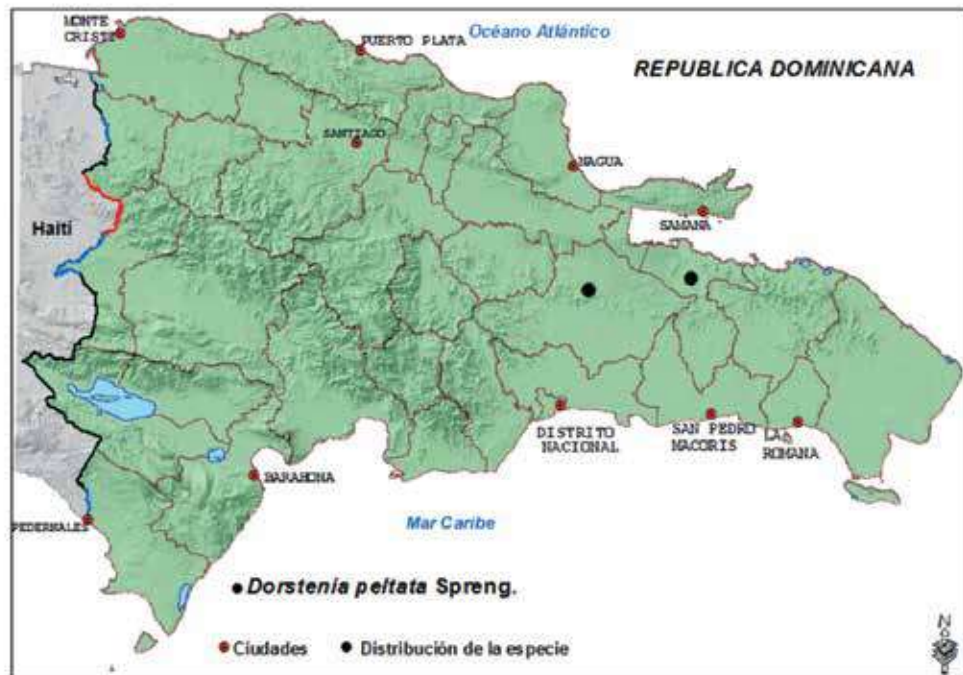 MONTE
CRISTI
PUERTO PLATA
Océano Atlántico
REPUBLICA DOMINICANA
SANTIAGO
NAGUA
SAMANA
Haití
DISTRITO
NACIONAL
SAN PEDRO
MACORIS
LA
ROMANA
BARAHONA
PEDERNALES
Mar Caribe
Dorstenia peltata Spreng.
Ciudades
Distribución de la especie
N